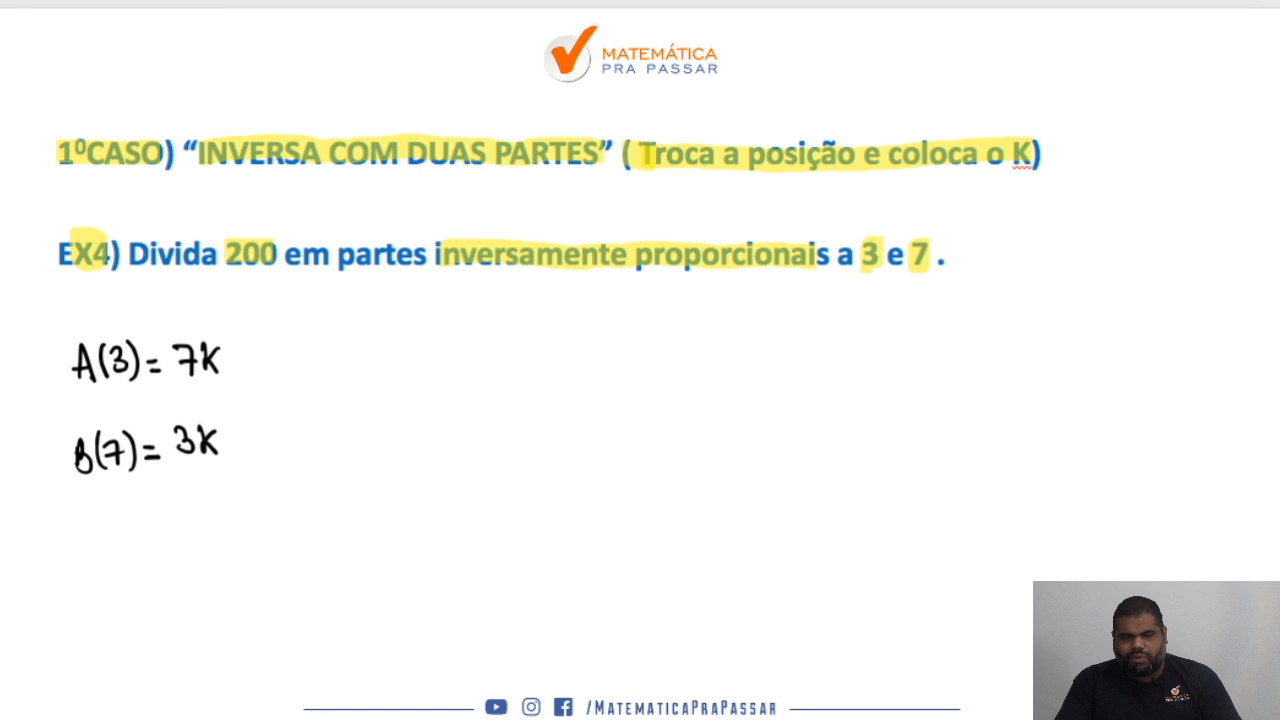 MATEMÁTICA
PRA PASSAR
1ºCASO) “INVERSA COM DUAS PARTES” ( Troca a posição e coloca o K)
EX4) Divida 200 em partes inversamente proporcionais a 3 e 7 .
A(3) = 7K
B(7) = 3K
/MATEMATICAPRAPASSAR